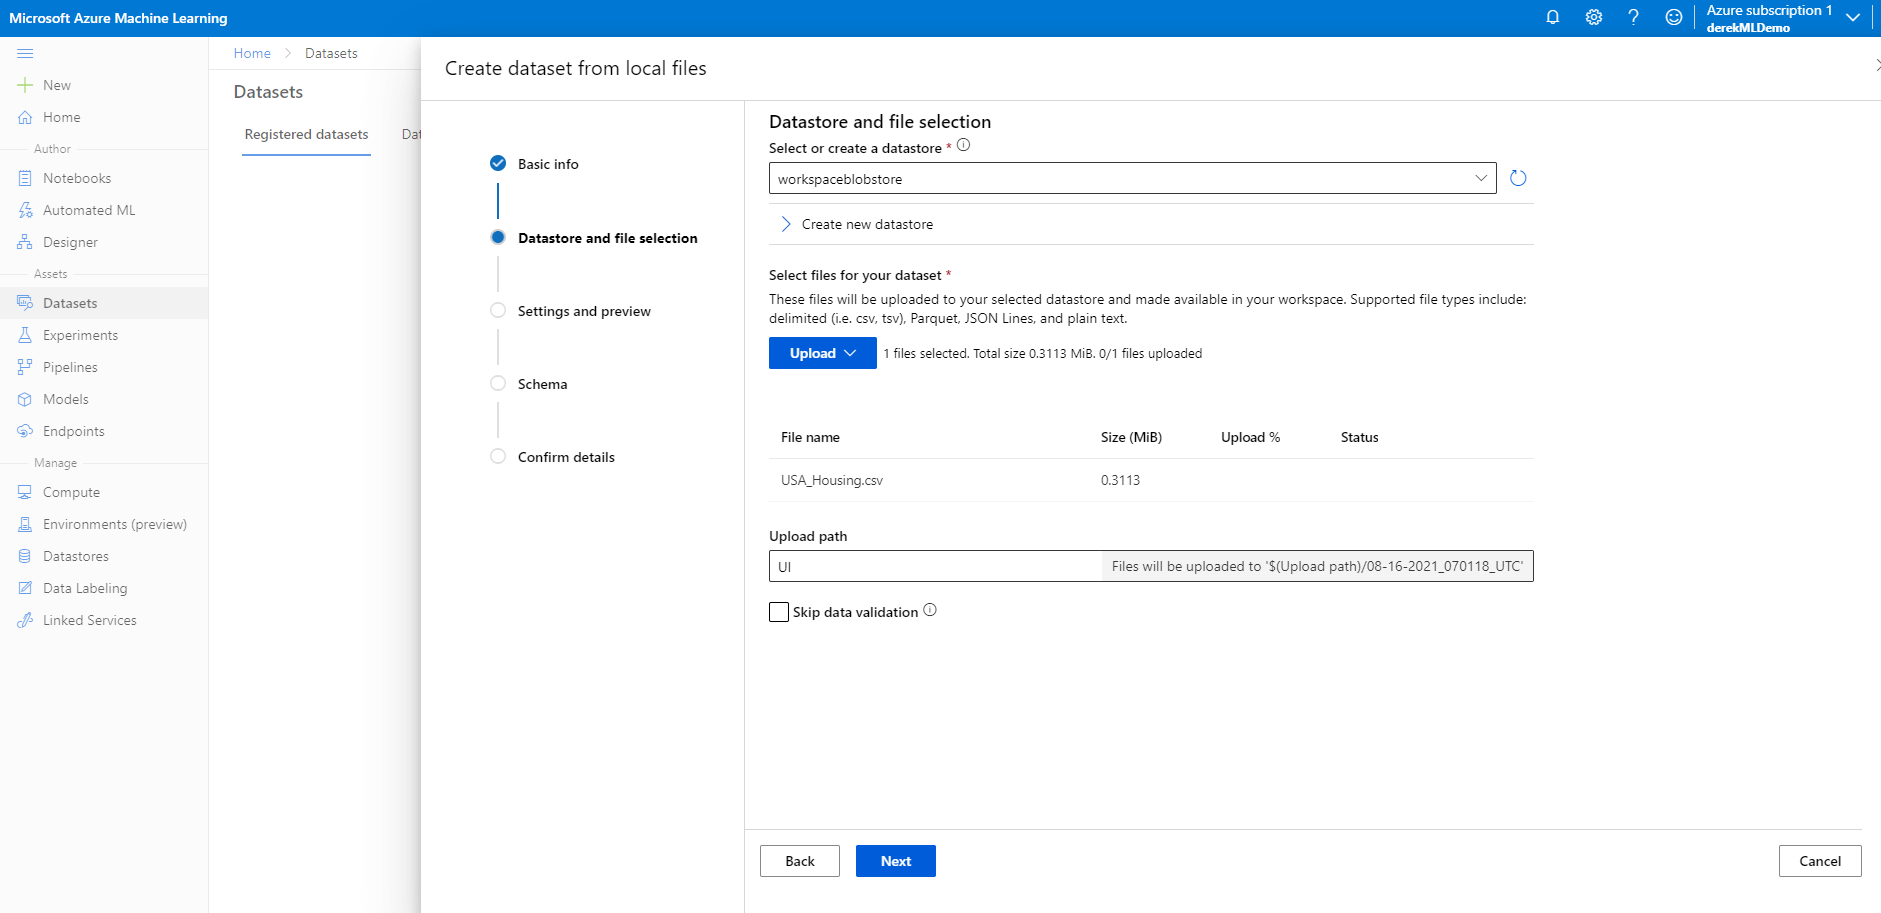 Microsoft Azure Machine Learning
Azure subscription 1
derekMLDemo
New
Home
Author
Notebooks
Automated ML
Designer
Assets
Datasets
Experiments
Pipelines
Models
Endpoints
Manage
Compute
Environments (preview)
Datastores
Data Labeling
Linked Services
Home > Datasets
Datasets
Registered datasets Dat
Create dataset from local files
Basic info
Datastore and file selection
Settings and preview
Schema
Confirm details
Datastore and file selection
Select or create a datastore *
workspaceblobstore
Create new datastore
Select files for your dataset *
These files will be uploaded to your selected datastore and made available in your workspace. Supported file types include:
delimited (i.e. csv, tsv), Parquet, JSON Lines, and plain text.
Upload 1 files selected. Total size 0.3113 MiB. 0/1 files uploaded
File name Size (MiB) Upload % Status
USA_Housing.csv 0.3113
Upload path
UI Files will be uploaded to '$(Upload path)/08-16-2021_070118_UTC'
Skip data validation
Back Next Cancel